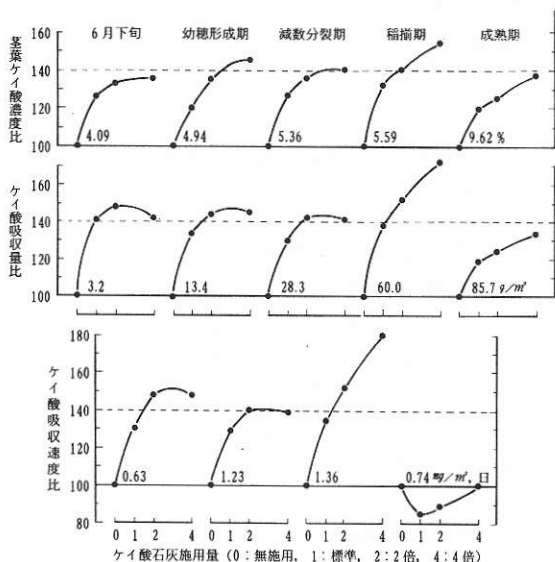 6月下旬 幼穂形成期 減数分裂期 稲揃期 成熟期
茎葉ケイ酸濃度比
160
140
120
100
4.09 4.94 5.36 5.59 9.62 %
ケイ酸吸収量比
160
140
120
100
3.2 13.4 28.3 60.0 85.7 g/m²
ケイ酸吸収速度比
180
160
140
120
100
80
0.63 1.23 1.36 0.74 mg/m², 日
0 1 2 4 0 1 2 4 0 1 2 4 0 1 2 4
ケイ酸石灰施用量 (0:無施用, 1:標準, 2:2倍, 4:4倍)